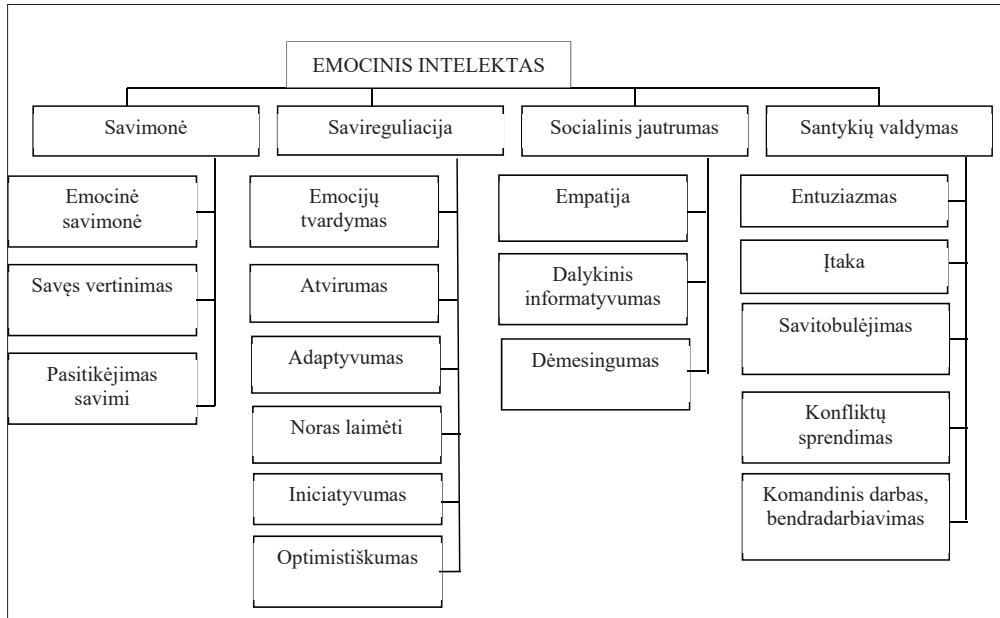 EMOCINIS INTELEKTAS
Savimonė
Savireguliacija
Socialinis jautrumas
Santykių valdymas
Emocinė
savimonė
Savęs vertinimas
Pasitikėjimas
savimi
Emocijų
tvardymas
Atvirumas
Adaptyvumas
Noras laimėti
Iniciatyvumas
Optimistiškumas
Empatija
Dalykinis
informatyvumas
Dėmesingumas
Entuziazmas
Įtaka
Savitobulėjimas
Konfliktų
sprendimas
Komandinis darbas,
bendradarbiavimas